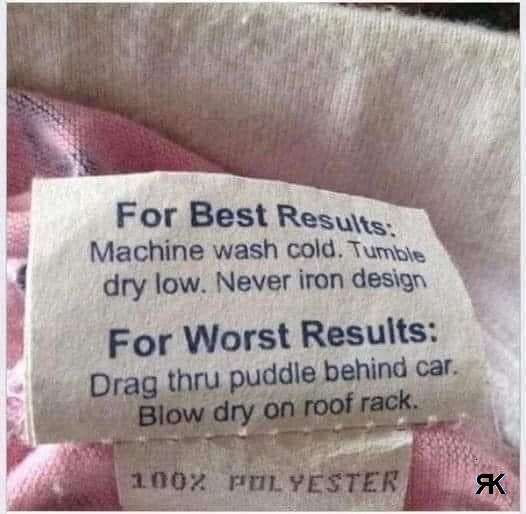 For Best Results:
Machine wash cold. Tumble
dry low. Never iron design
For Worst Results:
Drag thru puddle behind car.
Blow dry on roof rack.
100% POLYESTER
RK